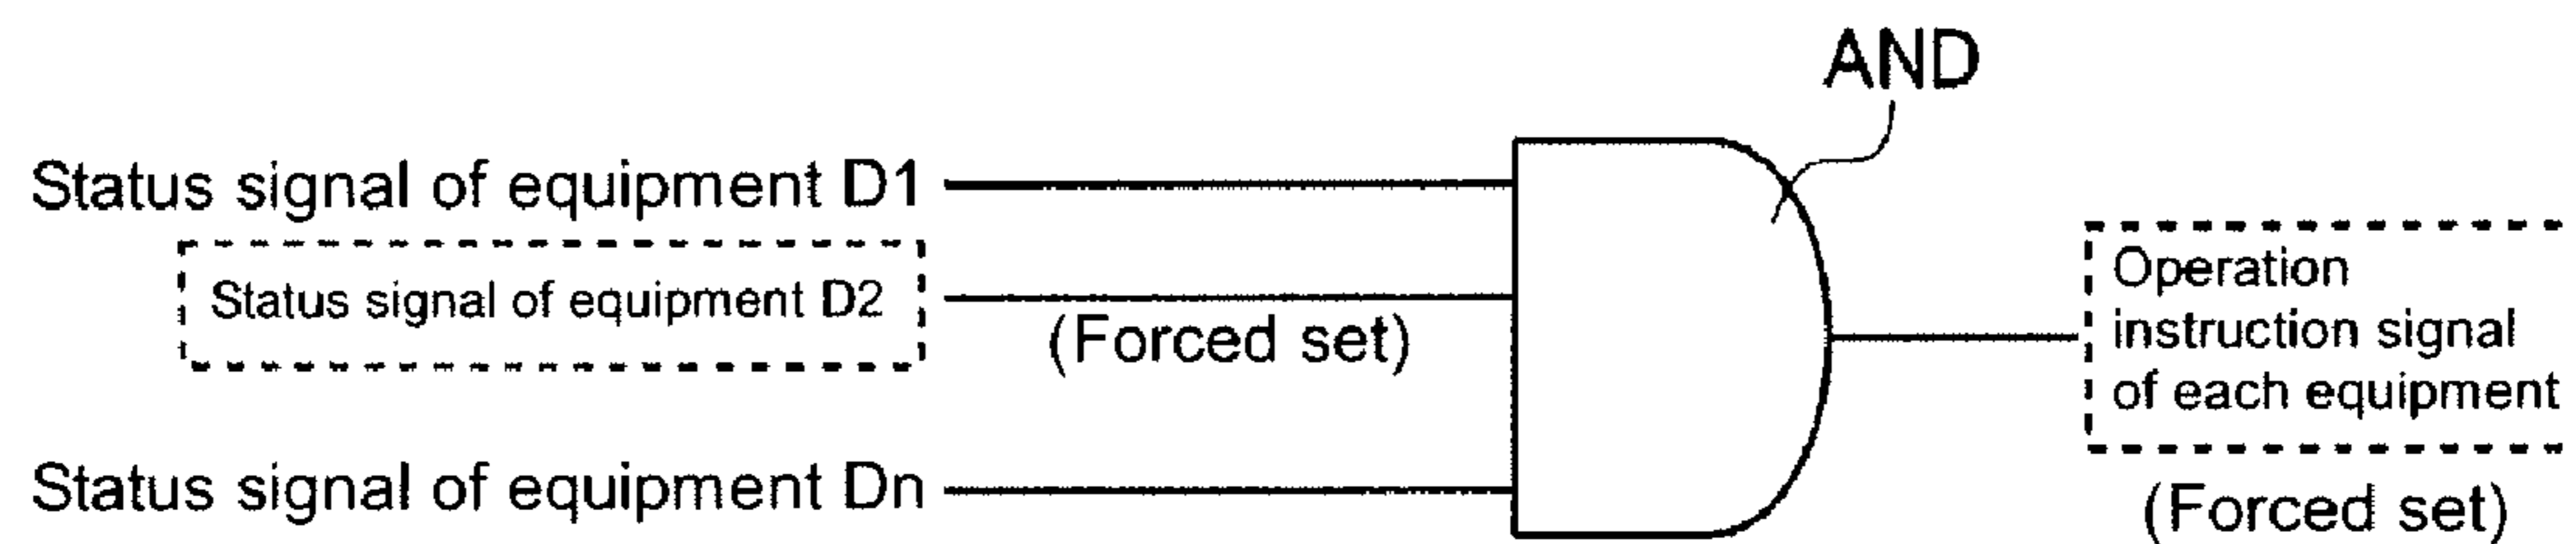 AND
Status signal of equipment D1
Status signal of equipment D2
(Forced set)
Status signal of equipment Dn
Operation
instruction signal
of each equipment
(Forced set)